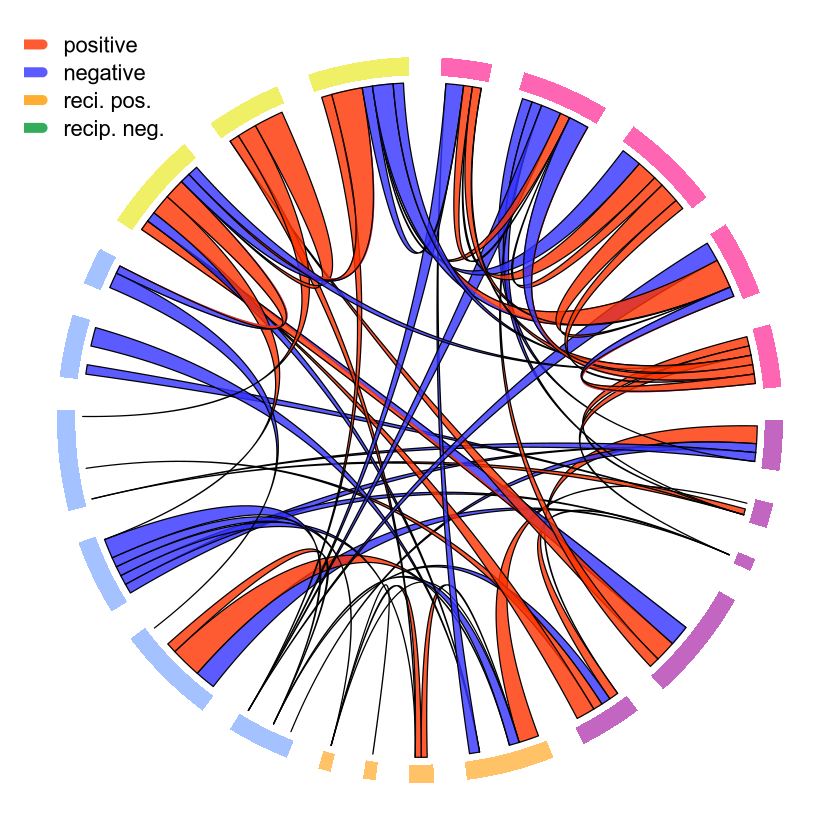 positive
negative
reci. pos.
recip. neg.